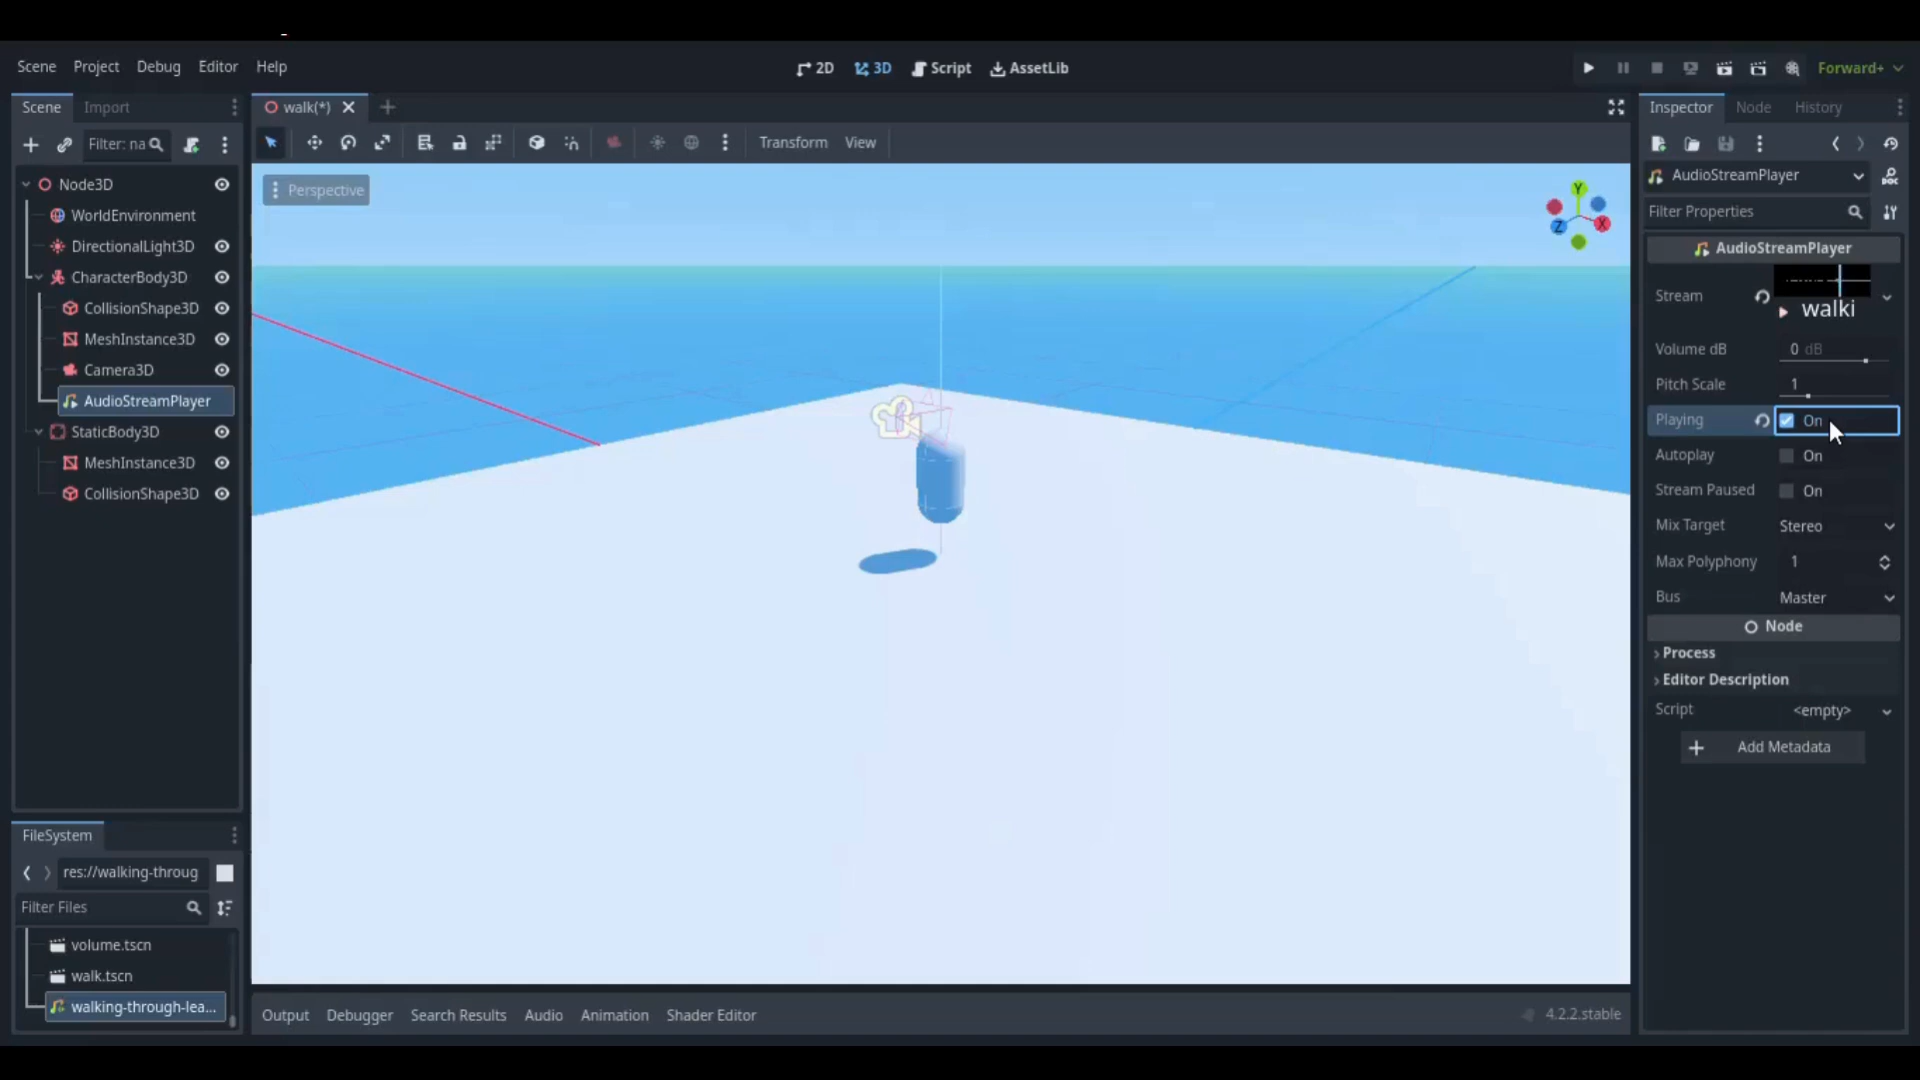 Scene Project Debug Editor Help
2D 3D Script AssetLib
Forward+
Scene Import
walk(*)
Inspector Node History
Filter: na
Transform View
Node3D
WorldEnvironment
DirectionalLight3D
CharacterBody3D
CollisionShape3D
MeshInstance3D
Camera3D
AudioStreamPlayer
StaticBody3D
MeshInstance3D
CollisionShape3D
Perspective
Y
X
Z
AudioStreamPlayer
DOC
Filter Properties
AudioStreamPlayer
Stream walki
Volume dB 0 dB
Pitch Scale 1
Playing On
Autoplay On
Stream Paused On
Mix Target Stereo
Max Polyphony 1
Bus Master
Node
Process
Editor Description
Script <empty>
Add Metadata
FileSystem
res://walking-throug
Filter Files
volume.tscn
walk.tscn
walking-through-lea...
Output Debugger Search Results Audio Animation Shader Editor
4.2.2.stable